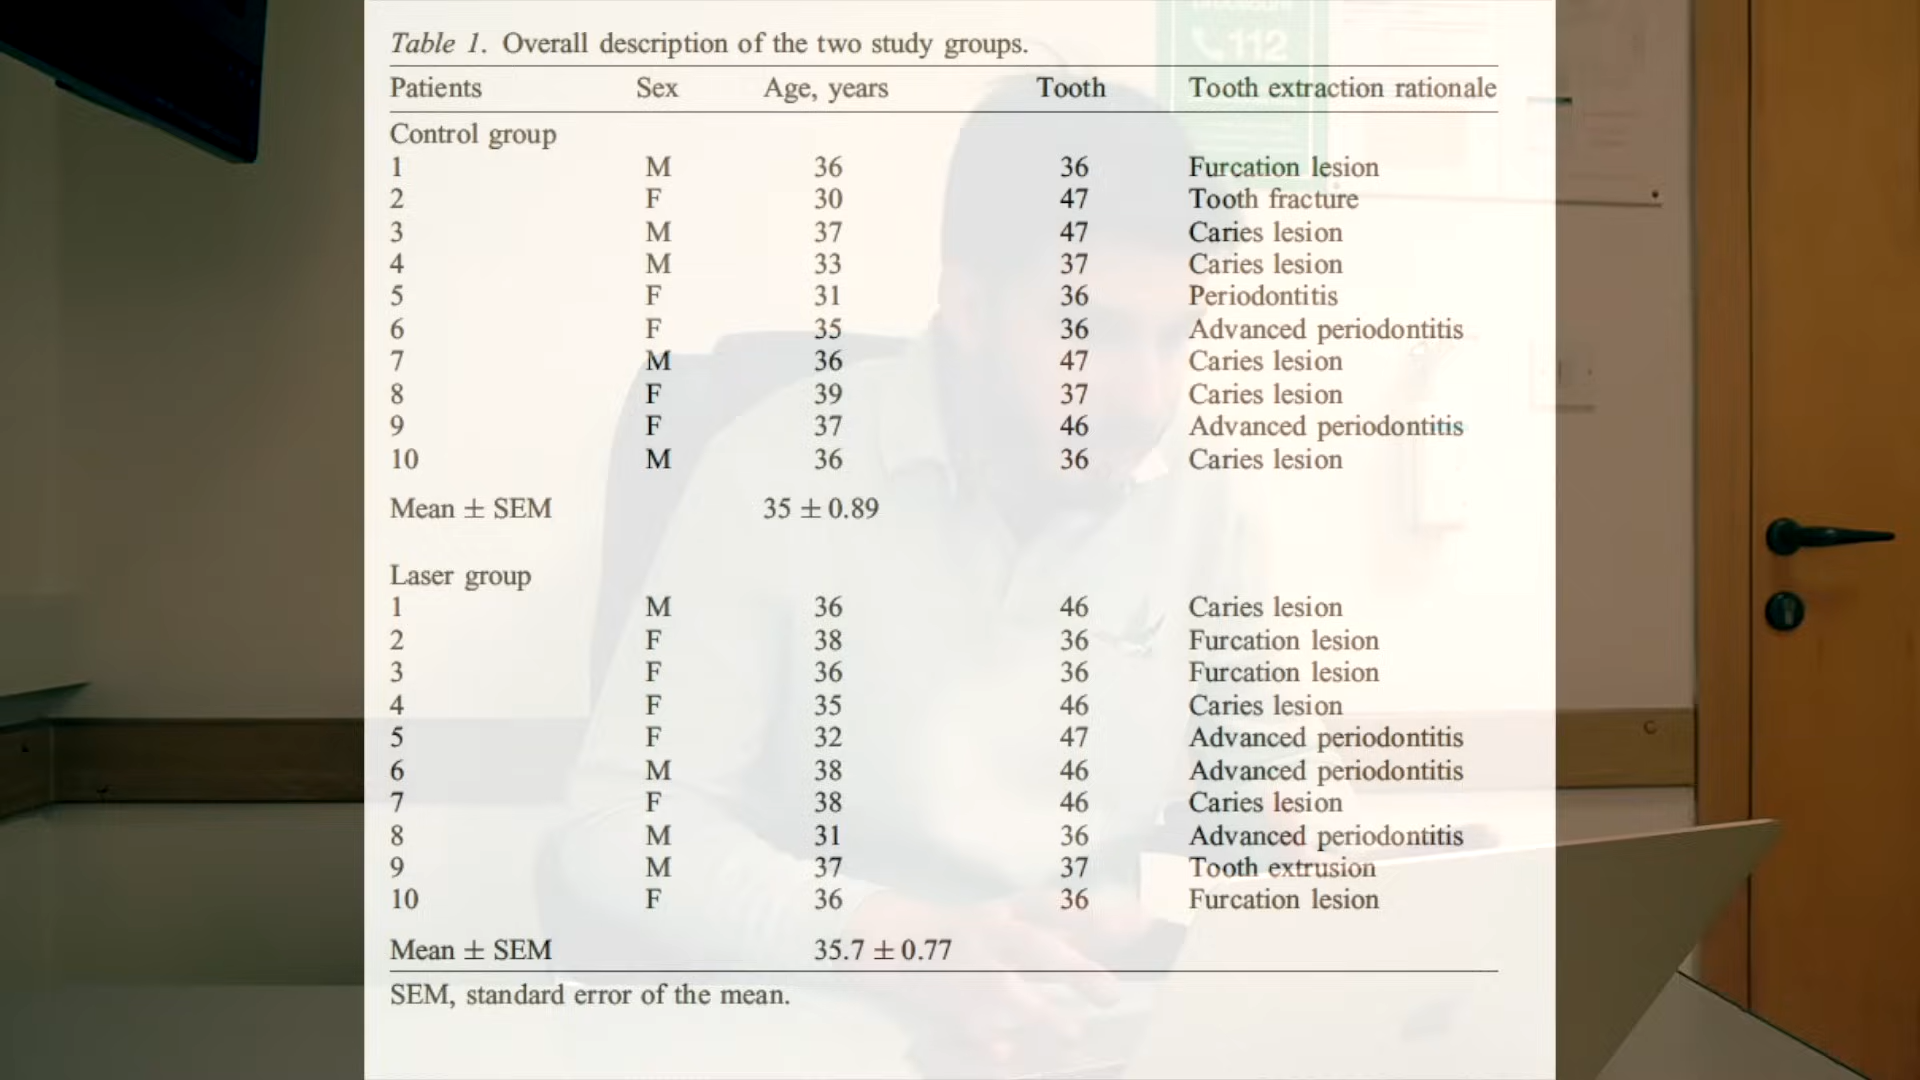 procedură
112
Table 1. Overall description of the two study groups.
Patients Sex Age, years Tooth Tooth extraction rationale
Control group
1 M 36 36 Furcation lesion
2 F 30 47 Tooth fracture
3 M 37 47 Caries lesion
4 M 33 37 Caries lesion
5 F 31 36 Periodontitis
6 F 35 36 Advanced periodontitis
7 M 36 47 Caries lesion
8 F 39 37 Caries lesion
9 F 37 46 Advanced periodontitis
10 M 36 36 Caries lesion
Mean ± SEM 35 ± 0.89
Laser group
1 M 36 46 Caries lesion
2 F 38 36 Furcation lesion
3 F 36 36 Furcation lesion
4 F 35 46 Caries lesion
5 F 32 47 Advanced periodontitis
6 M 38 46 Advanced periodontitis
7 F 38 46 Caries lesion
8 M 31 36 Advanced periodontitis
9 M 37 37 Tooth extrusion
10 F 36 36 Furcation lesion
Mean ± SEM 35.7 ± 0.77
SEM, standard error of the mean.